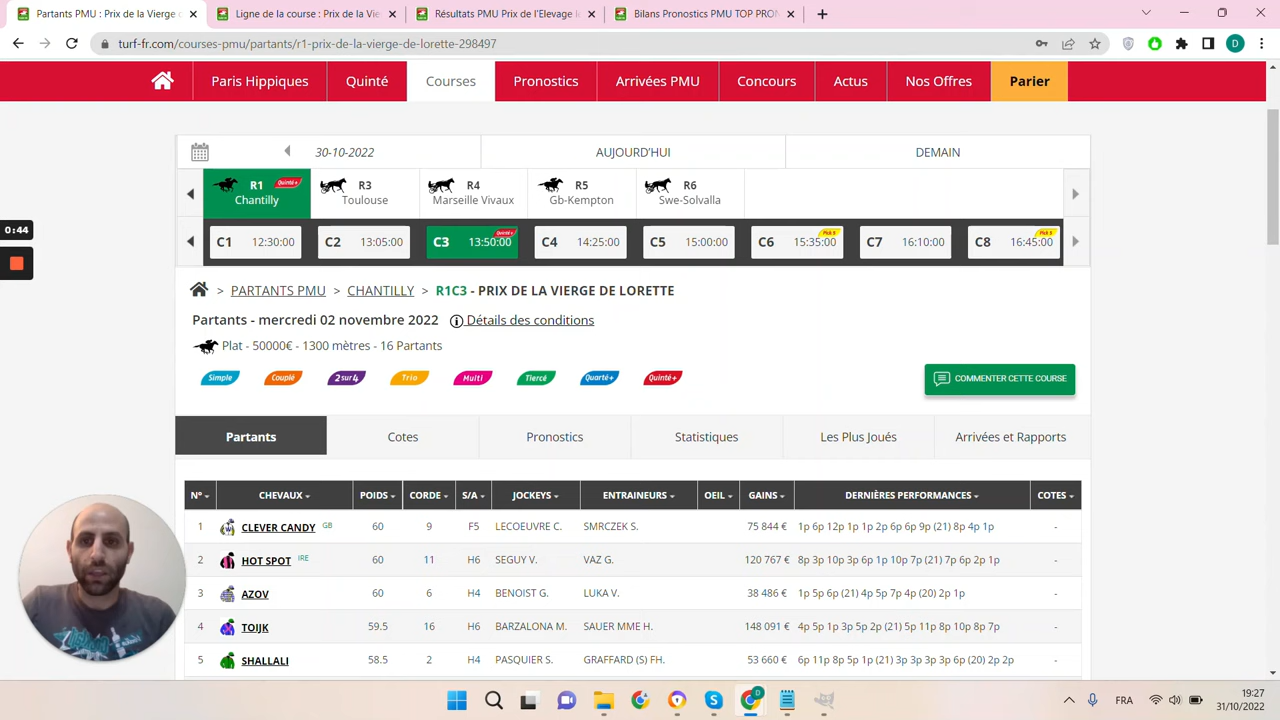 Partants PMU : Prix de la Vierge d
Ligne de la course : Prix de la Vie
Résultats PMU Prix de l'Elevage l
Bilans Pronostics PMU TOP PRON
turf-fr.com/courses-pmu/partants/r1-prix-de-la-vierge-de-lorette-298497
D
Paris Hippiques Quinté Courses Pronostics Arrivées PMU Concours Actus Nos Offres Parier
30-10-2022 AUJOURD'HUI DEMAIN
R1 Quinté+ R3 R4 R5 R6
Chantilly Toulouse Marseille Vivaux Gb-Kempton Swe-Solvalla
0:44
C1 12:30:00 C2 13:05:00 C3 13:50:00 Quinté+ C4 14:25:00 C5 15:00:00 C6 15:35:00 Pick 5 C7 16:10:00 C8 16:45:00 Pick 5
> PARTANTS PMU > CHANTILLY > R1C3 - PRIX DE LA VIERGE DE LORETTE
Partants - mercredi 02 novembre 2022 Détails des conditions
Plat - 50000€ - 1300 mètres - 16 Partants
Simple Couplé 2sur4 Trio Multi Tiercé Quarté+ Quinté+
COMMENTER CETTE COURSE
Partants Cotes Pronostics Statistiques Les Plus Joués Arrivées et Rapports
N° CHEVAUX POIDS CORDE S/A JOCKEYS ENTRAINEURS OEIL GAINS DERNIÈRES PERFORMANCES COTES
1 CLEVER CANDY GB 60 9 F5 LECOEUVRE C. SMRCZEK S. 75 844 € 1p 6p 12p 1p 1p 2p 6p 6p 9p (21) 8p 4p 1p -
2 HOT SPOT IRE 60 11 H6 SEGUY V. VAZ G. 120 767 € 8p 3p 10p 3p 6p 1p 10p 7p (21) 7p 6p 2p 1p -
3 AZOV 60 6 H4 BENOIST G. LUKA V. 38 486 € 1p 5p 6p (21) 4p 5p 7p 4p (20) 2p 1p -
4 TOIJK 59.5 16 H6 BARZALONA M. SAUER MME H. 148 091 € 4p 5p 1p 3p 5p 2p (21) 5p 11p 8p 10p 8p 7p -
5 SHALLALI 58.5 2 H4 PASQUIER S. GRAFFARD (S) FH. 53 660 € 6p 11p 8p 5p 1p (21) 3p 3p 3p 6p (20) 2p 2p -
FRA
19:27
31/10/2022